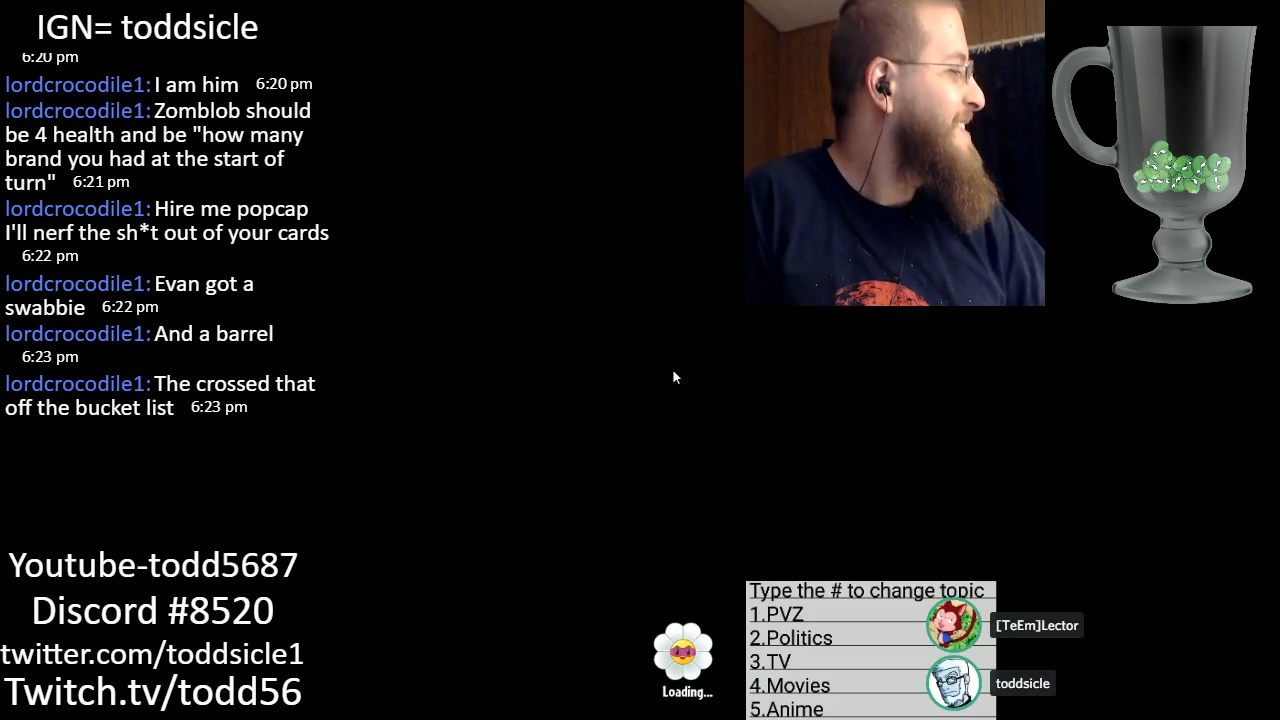 IGN= toddsicle
6:20 pm
lordcrocodile1: I am him 6:20 pm
lordcrocodile1: Zomblob should
be 4 health and be "how many
brand you had at the start of
turn" 6:21 pm
lordcrocodile1: Hire me popcap
I'll nerf the sh*t out of your cards
6:22 pm
lordcrocodile1: Evan got a
swabbie 6:22 pm
lordcrocodile1: And a barrel
6:23 pm
lordcrocodile1: The crossed that
off the bucket list 6:23 pm
Youtube-todd5687
Discord #8520
twitter.com/toddsicle1
Twitch.tv/todd56
Loading...
Type the # to change topic
1.PVZ
2.Politics
3.TV
4.Movies
5.Anime
[TeEm]Lector
toddsicle